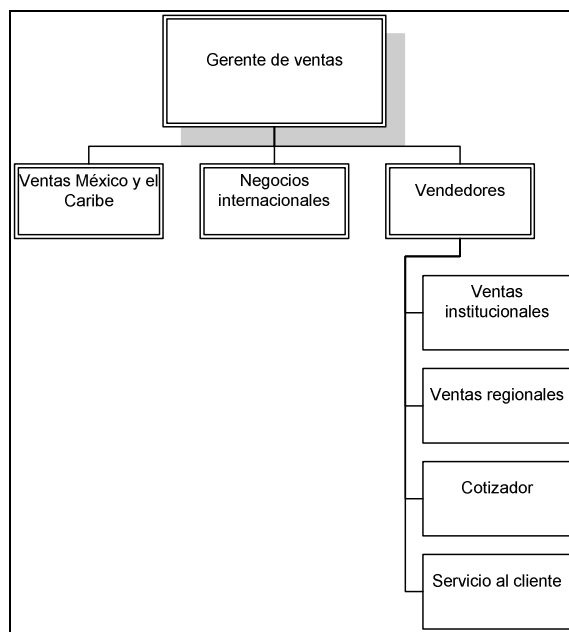 Gerente de ventas
Ventas México y el
Caribe
Negocios
internacionales
Vendedores
Ventas
institucionales
Ventas regionales
Cotizador
Servicio al cliente